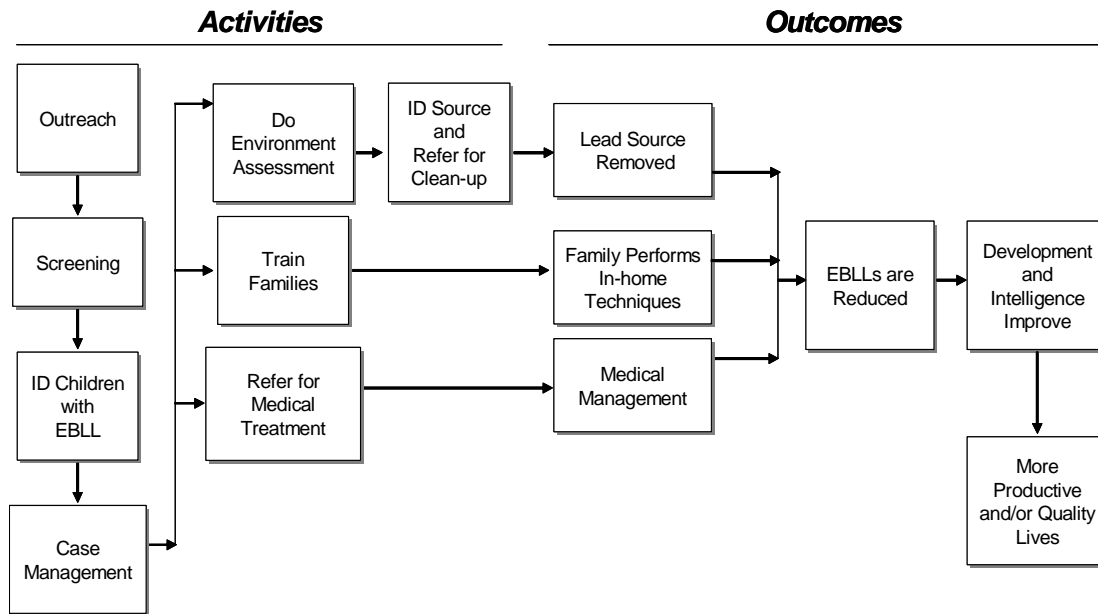 Activities
Outcomes
Outreach
Screening
ID Children
with
EBLL
Case
Management
Do
Environment
Assessment
ID Source
and
Refer for
Clean-up
Train
Families
Refer for
Medical
Treatment
Lead Source
Removed
Family Performs
In-home
Techniques
Medical
Management
EBLLs are
Reduced
Development
and
Intelligence
Improve
More
Productive
and/or Quality
Lives